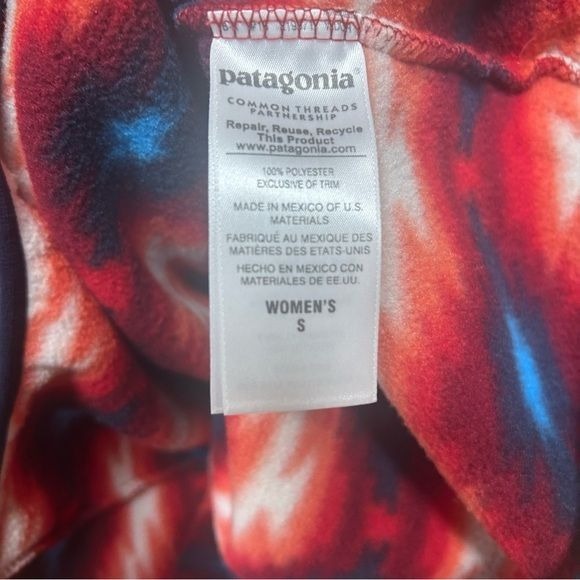 patagonia®
COMMON THREADS
PARTNERSHIP
Repair, Reuse, Recycle
This Product
www.patagonia.com
100% POLYESTER
EXCLUSIVE OF TRIM
MADE IN MEXICO OF U.S.
MATERIALS
FABRIQUÉ AU MEXIQUE DES
MATIÈRES DES ETATS-UNIS
HECHO EN MEXICO CON
MATERIALES DE EE.UU.
WOMEN'S
S